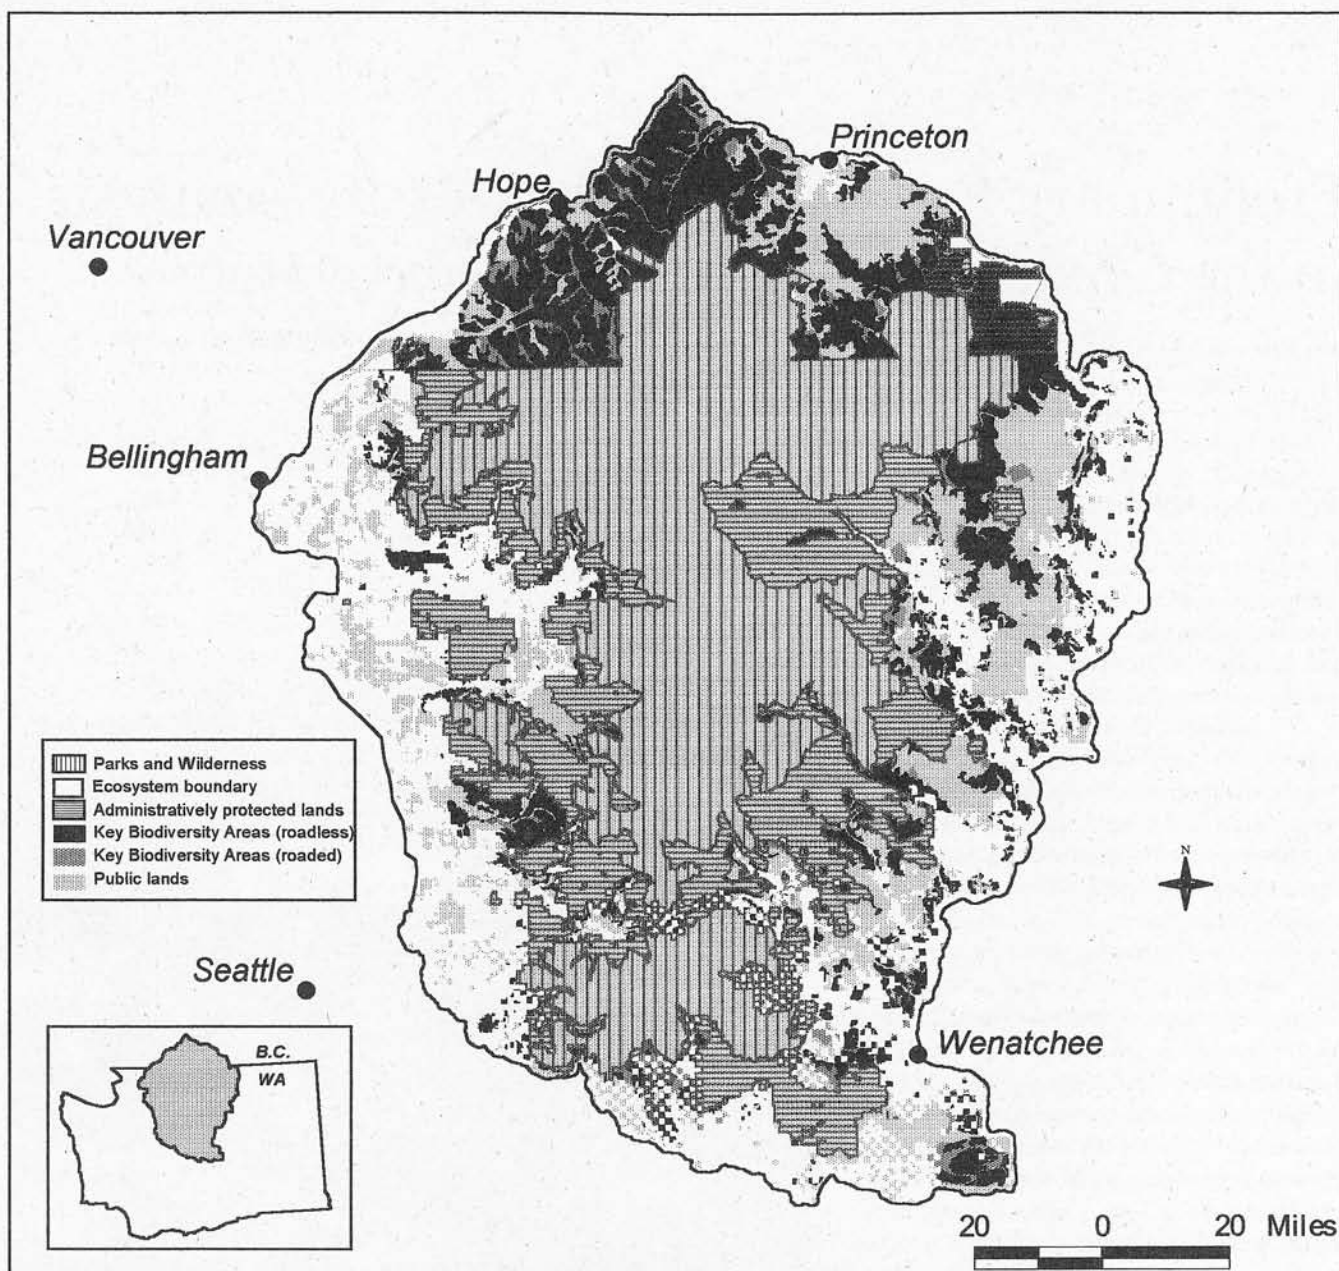 Princeton
Hope
Vancouver
Bellingham
Parks and Wilderness
Ecosystem boundary
Administratively protected lands
Key Biodiversity Areas (roadless)
Key Biodiversity Areas (roaded)
Public lands
N
Seattle
B.C.
WA
Wenatchee
20 0 20 Miles